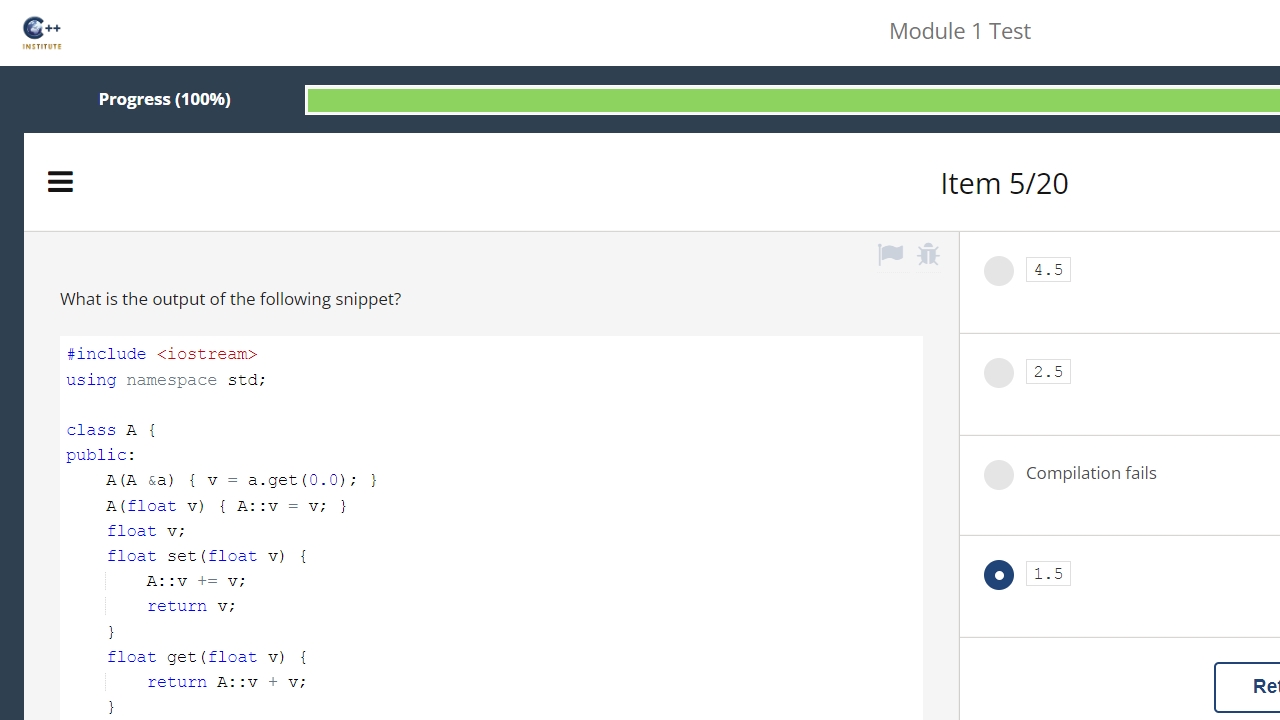 C++
INSTITUTE
Module 1 Test
Progress (100%)
Item 5/20
What is the output of the following snippet?
#include <iostream>
using namespace std;
class A {
public:
A(A &a) { v = a.get(0.0); }
A(float v) { A::v = v; }
float v;
float set(float v) {
A::v += v;
return v;
}
float get(float v) {
return A::v + v;
}
4.5
2.5
Compilation fails
1.5